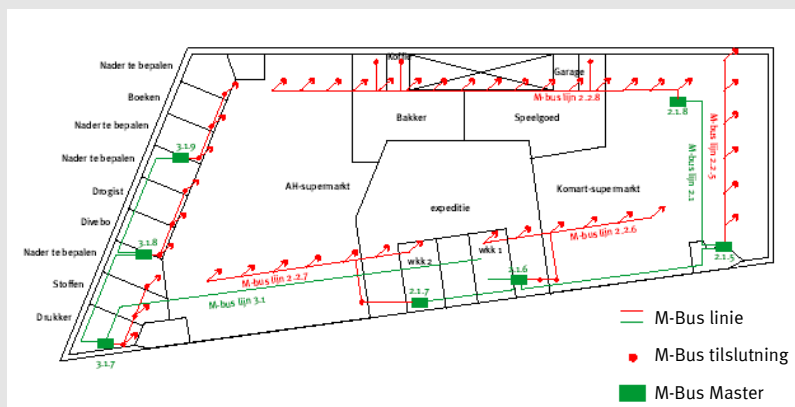 Nader te bepalen
Boeken
Nader te bepalen
Nader te bepalen
Drogist
Divebo
Nader te bepalen
Stoffen
Drukker
3.1.9
3.1.8
3.1.7
Koffie
Garage
M-bus lijn 2.2.8
Bakker
Speelgoed
2.1.8
M-bus lijn 2.2.5
M-bus lijn 2.1
AH-supermarkt
Komart-supermarkt
expeditie
wkk 1
wkk 2
M-bus lijn 2.2.6
2.1.5
M-bus lijn 2.2.7
M-bus lijn 3.1
2.1.7
2.1.6
M-Bus linie
M-Bus tilslutning
M-Bus Master